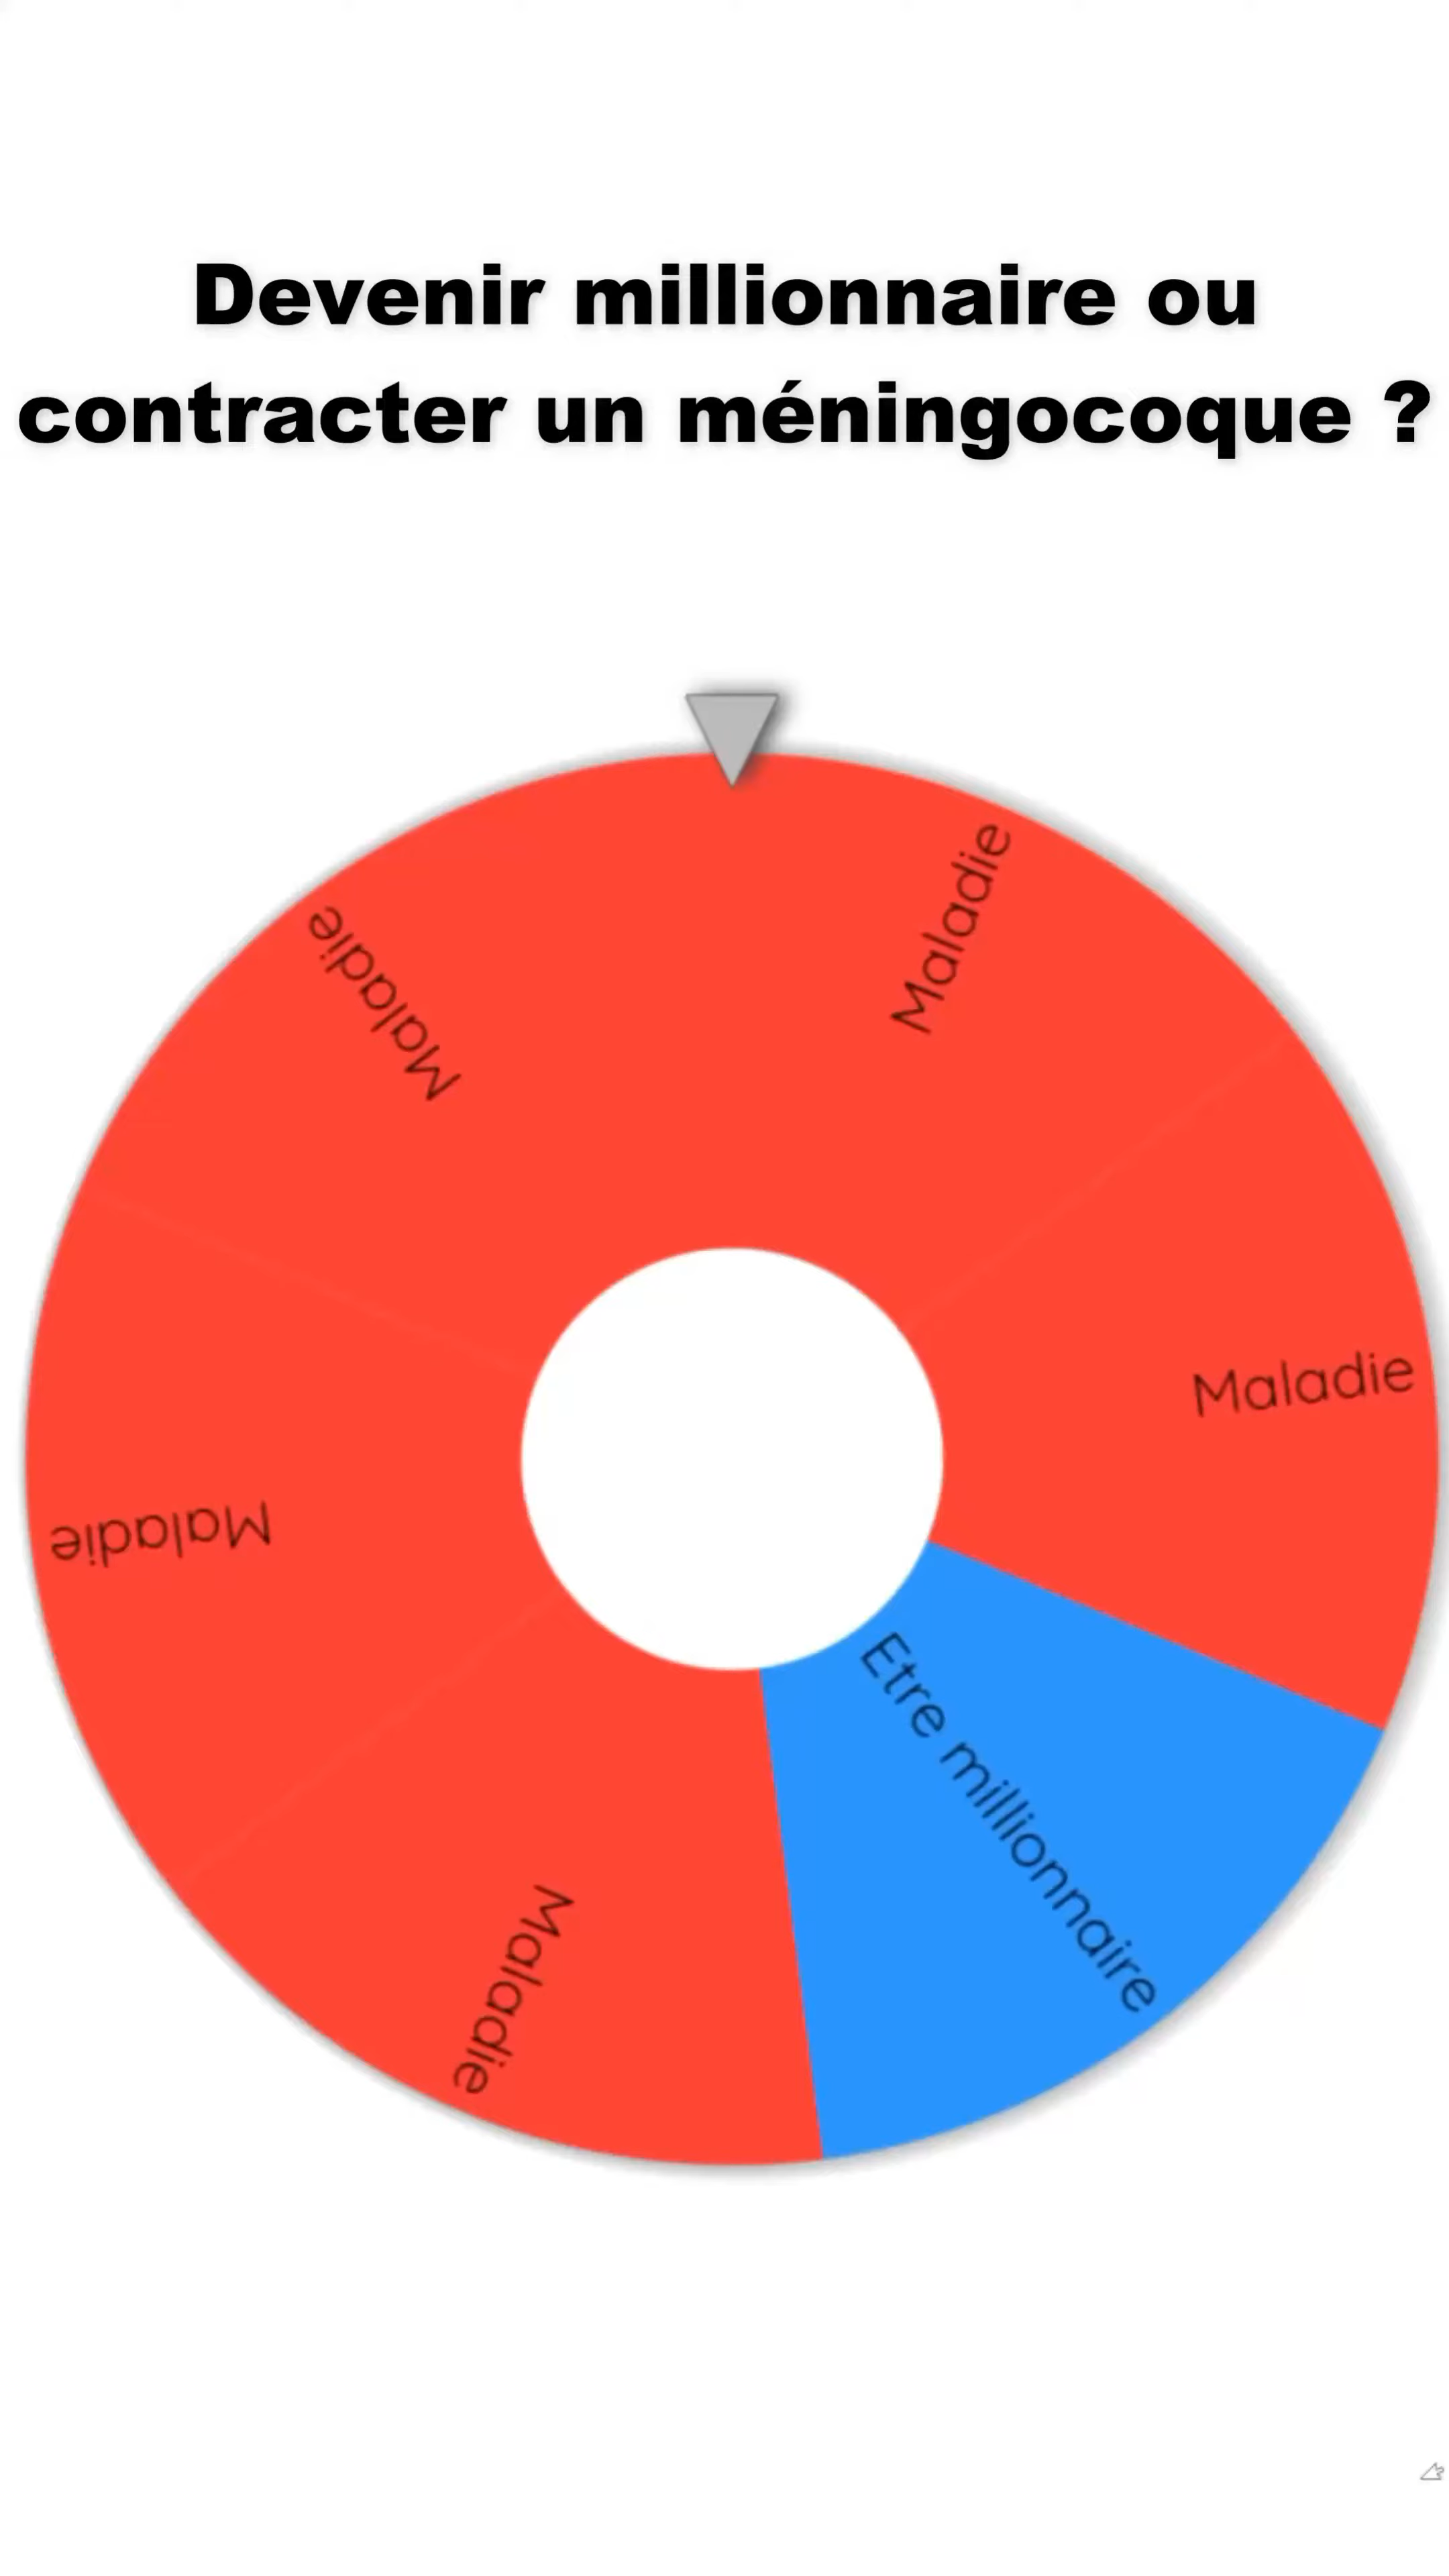 Devenir millionnaire ou
contracter un méningocoque ?
Maladie
Maladie
Maladie
Maladie
Etre millionnaire
Maladie